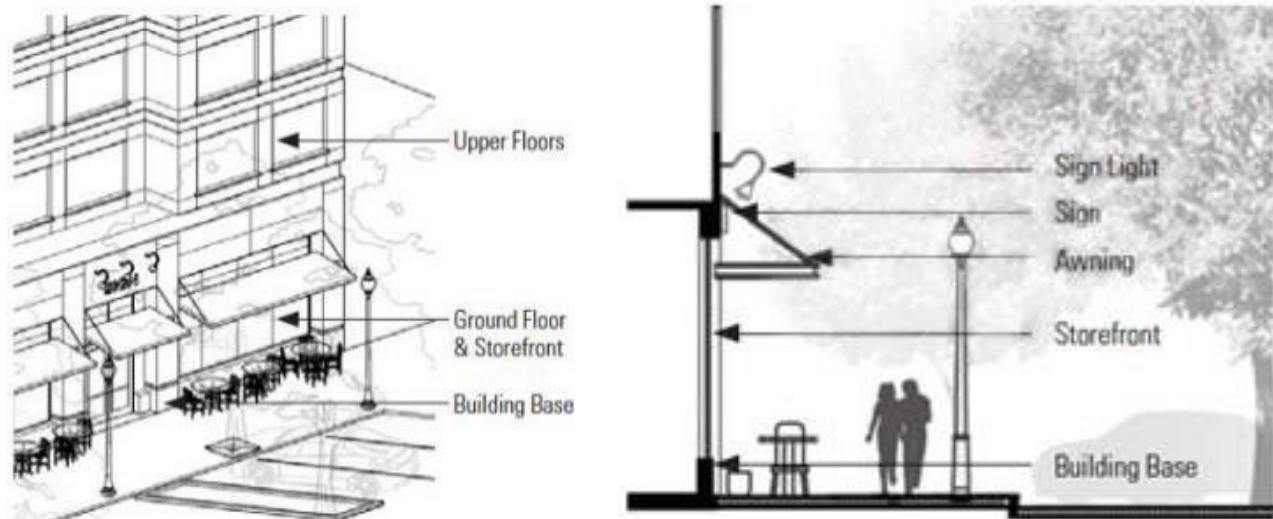 Upper Floors
Ground Floor
& Storefront
Building Base
Sign Light
Sign
Awning
Storefront
Building Base